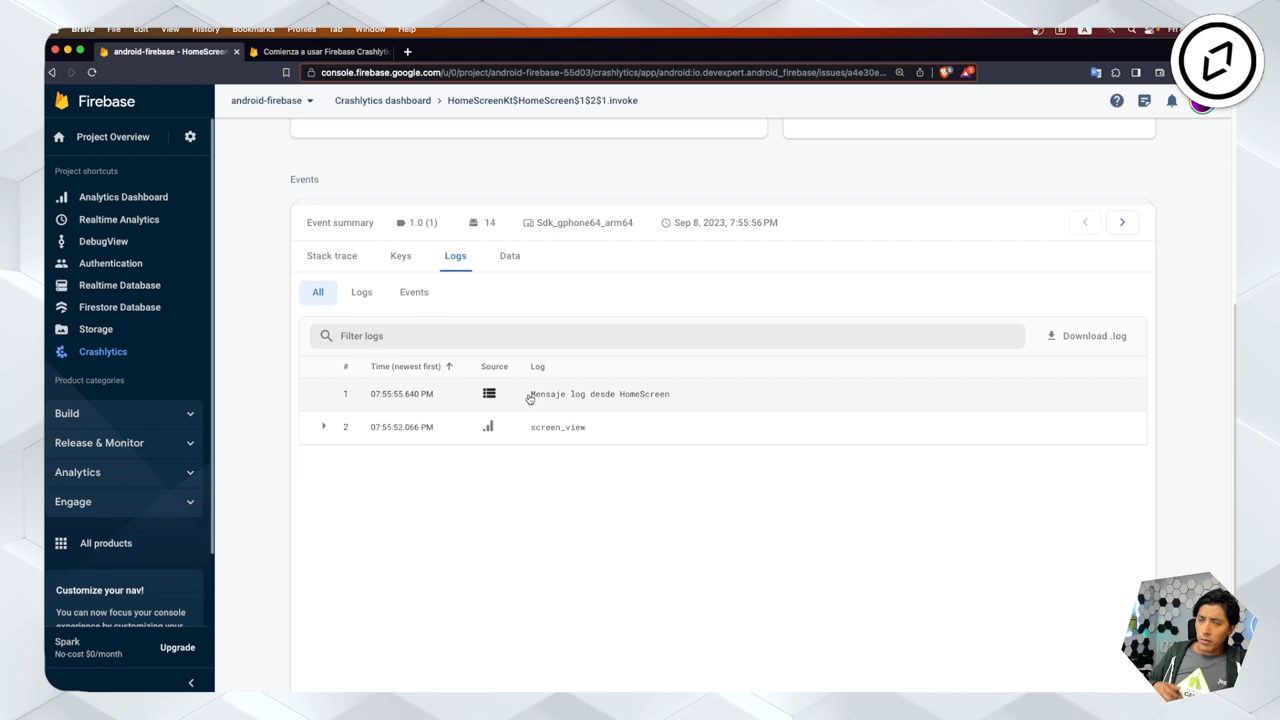 Brave File Edit View History Bookmarks Profiles Tab Window Help
android-firebase - HomeScreen
Comienza a usar Firebase Crashlytic
console.firebase.google.com/u/0/project/android-firebase-55d03/crashlytics/app/android:io.devexpert.android_firebase/issues/a4e30e...
Firebase
android-firebase
Crashlytics dashboard
HomeScreenKt$HomeScreen$1$2$1.invoke
Project Overview
Project shortcuts
Analytics Dashboard
Realtime Analytics
DebugView
Authentication
Realtime Database
Firestore Database
Storage
Crashlytics
Product categories
Build
Release & Monitor
Analytics
Engage
All products
Customize your nav!
You can now focus your console
experience by customizing your
Spark
No-cost $0/month
Upgrade
Events
Event summary 1.0 (1) 14 Sdk_gphone64_arm64 Sep 8, 2023, 7:55:56 PM
Stack trace Keys Logs Data
All Logs Events
Filter logs
Download .log
# Time (newest first) Source Log
1 07:55:55.640 PM Mensaje log desde HomeScreen
2 07:55:52.066 PM screen_view